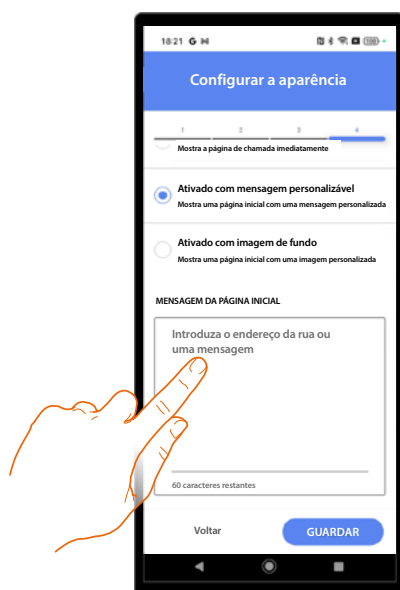 18:21 G
100
Configurar a aparência
1 2 3 4
Mostra a página de chamada imediatamente
Ativado com mensagem personalizável
Mostra uma página inicial com uma mensagem personalizada
Ativado com imagem de fundo
Mostra uma página inicial com uma imagem personalizada
MENSAGEM DA PÁGINA INICIAL
Introduza o endereço da rua ou
uma mensagem
60 caracteres restantes
Voltar GUARDAR